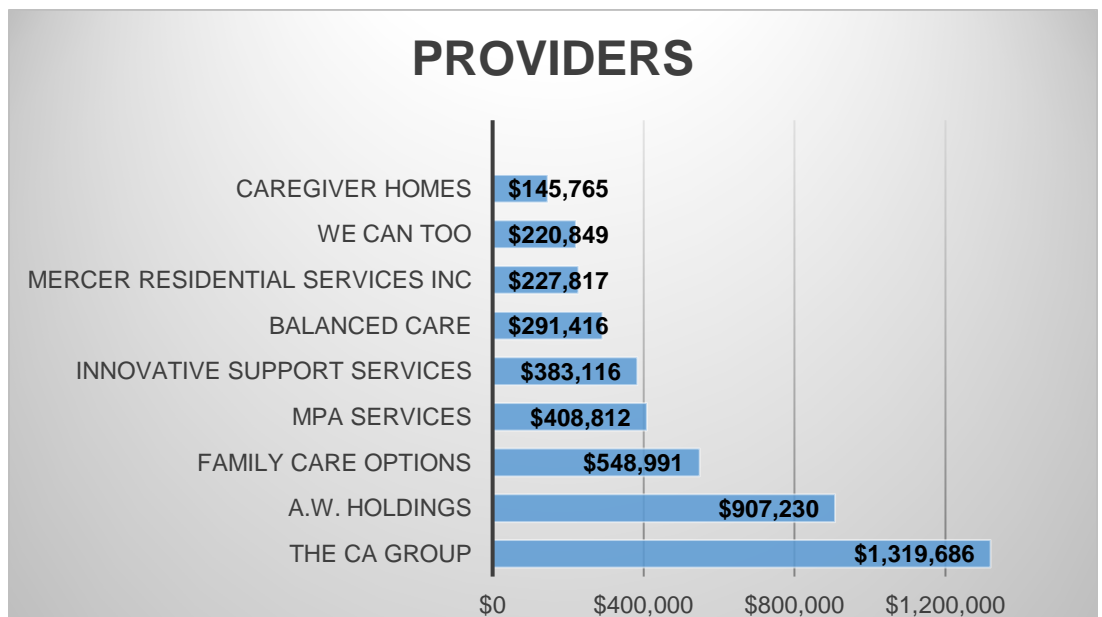 PROVIDERS
CAREGIVER HOMES $145,765
WE CAN TOO $220,849
MERCER RESIDENTIAL SERVICES INC $227,817
BALANCED CARE $291,416
INNOVATIVE SUPPORT SERVICES $383,116
MPA SERVICES $408,812
FAMILY CARE OPTIONS $548,991
A.W. HOLDINGS $907,230
THE CA GROUP $1,319,686
$0 $400,000 $800,000 $1,200,000